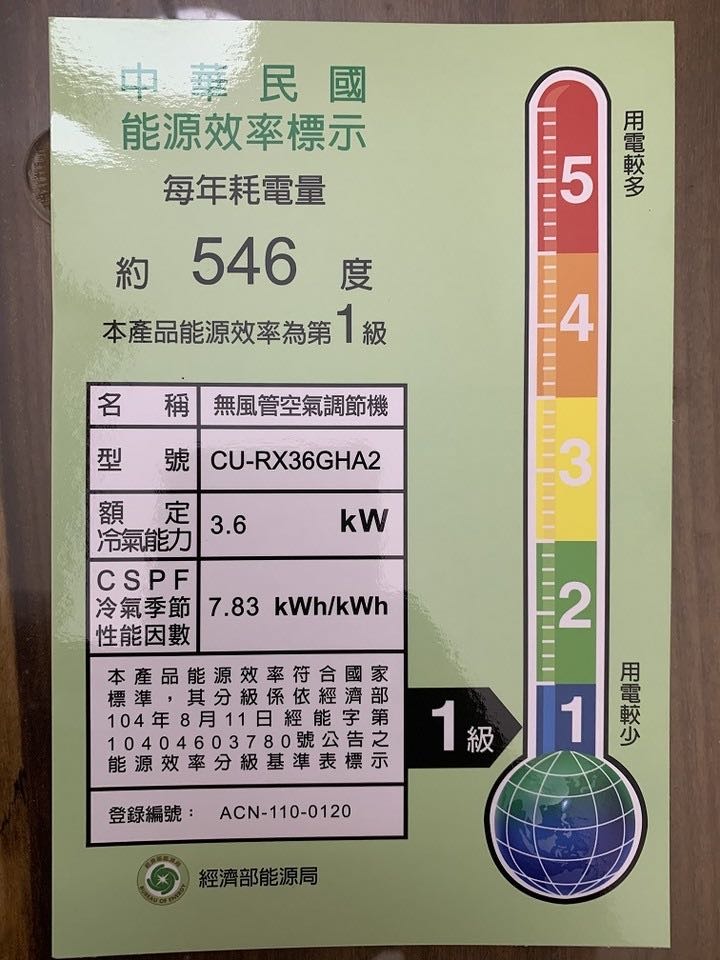 中華民國
能源效率標示
每年耗電量
約 546 度
本產品能源效率為第1級
名稱 無風管空氣調節機
型號 CU-RX36GHA2
額定
冷氣能力 3.6 kW
CSPF
冷氣季節
性能因數 7.83 kWh/kWh
本產品能源效率符合國家
標準，其分級係依經濟部
104年8月11日經能字第
10404603780號公告之
能源效率分級基準表標示
登錄編號： ACN-110-0120
經濟部能源局
BUREAU OF ENERGY
用電較多
5
4
3
2
1
用電較少
1級